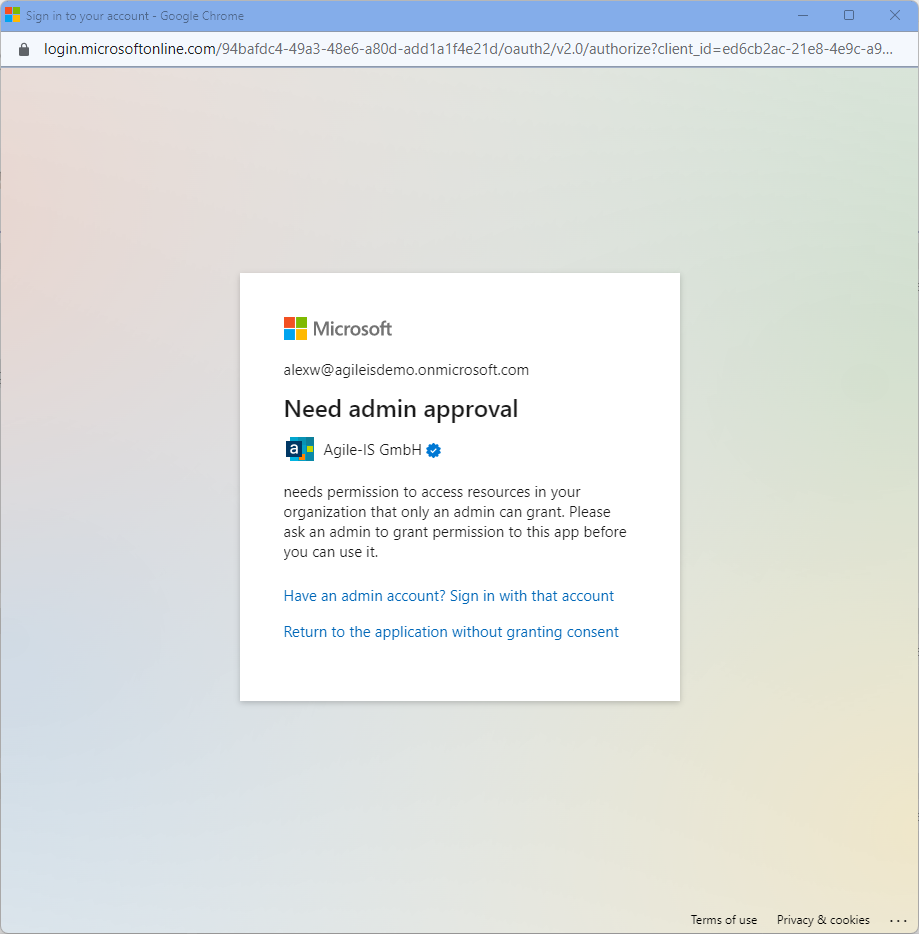 Sign in to your account - Google Chrome
login.microsoftonline.com/94bafdc4-49a3-48e6-a80d-add1a1f4e21d/oauth2/v2.0/authorize?client_id=ed6cb2ac-21e8-4e9c-a9...
Microsoft
alexw@agileisdemo.onmicrosoft.com
Need admin approval
a Agile-IS GmbH
needs permission to access resources in your
organization that only an admin can grant. Please
ask an admin to grant permission to this app before
you can use it.
Have an admin account? Sign in with that account
Return to the application without granting consent
Terms of use Privacy & cookies ...